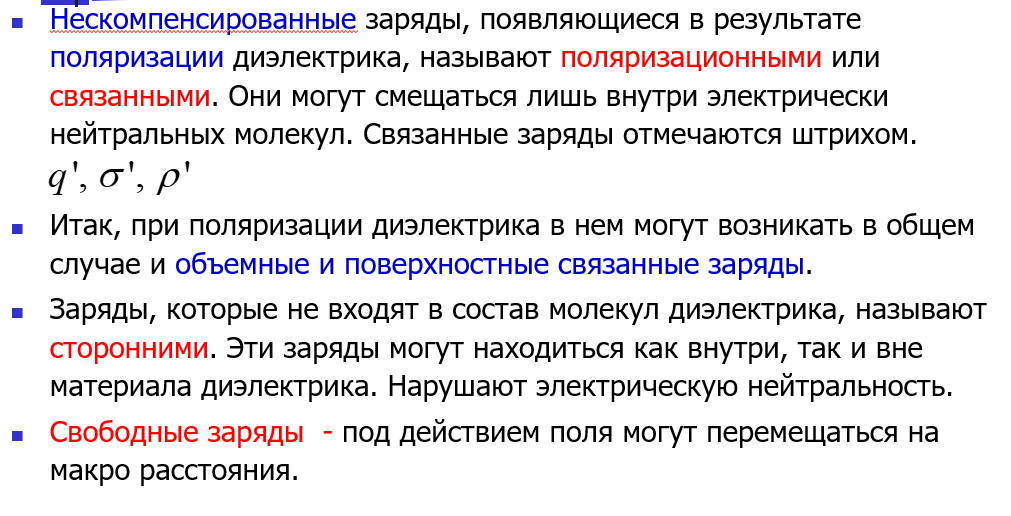 Нескомпенсированные заряды, появляющиеся в результате
поляризации диэлектрика, называют поляризационными или
связанными. Они могут смещаться лишь внутри электрически
нейтральных молекул. Связанные заряды отмечаются штрихом.
q', σ', ρ'
Итак, при поляризации диэлектрика в нем могут возникать в общем
случае и объемные и поверхностные связанные заряды.
Заряды, которые не входят в состав молекул диэлектрика, называют
сторонними. Эти заряды могут находиться как внутри, так и вне
материала диэлектрика. Нарушают электрическую нейтральность.
Свободные заряды - под действием поля могут перемещаться на
макро расстояния.